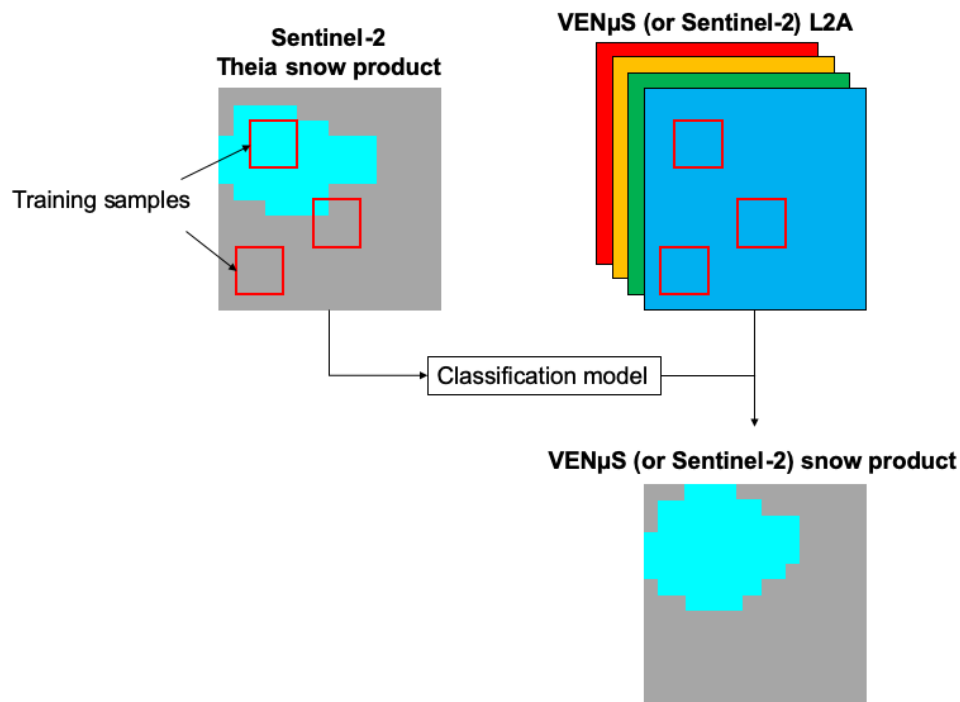 Sentinel-2
Theia snow product
VENµS (or Sentinel-2) L2A
Training samples
Classification model
VENµS (or Sentinel-2) snow product